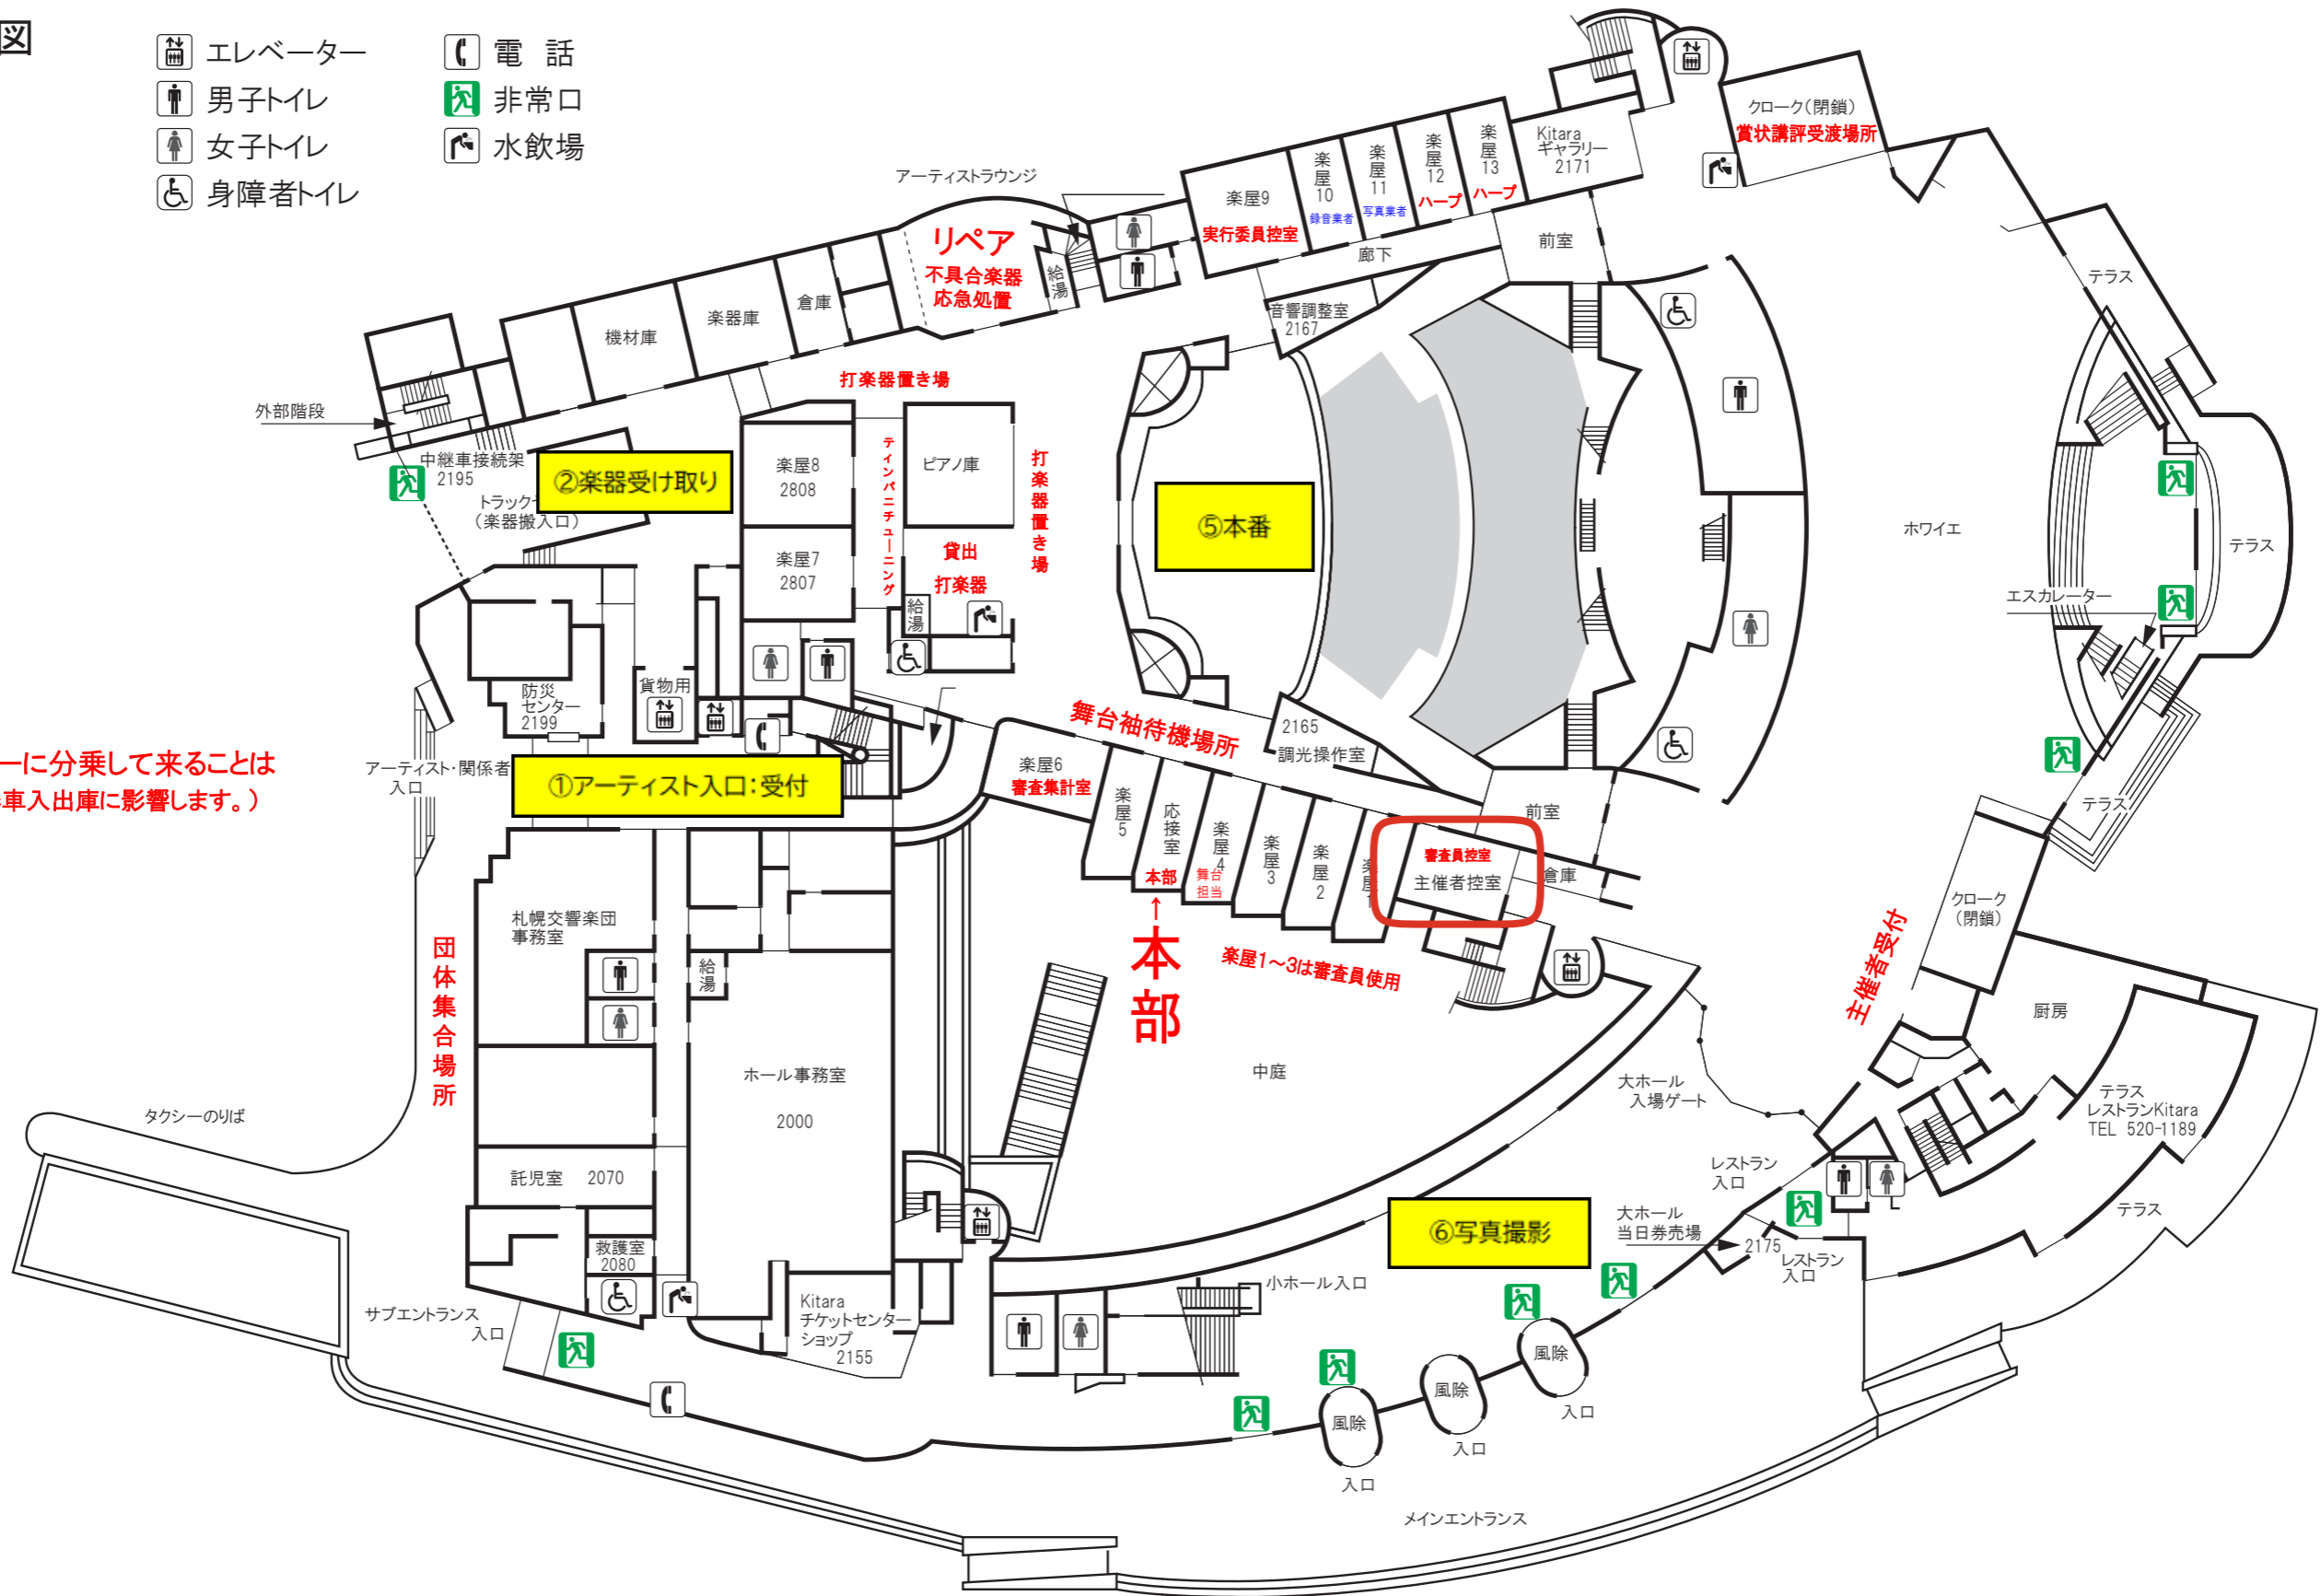 図
エレベーター
電　話
男子トイレ
非常口
女子トイレ
水飲場
身障者トイレ
クローク(閉鎖)
賞状講評受渡場所
Kitara
ギャラリー
2171
楽屋13
ハープ
楽屋12
ハープ
楽屋11
写真業者
楽屋10
録音業者
楽屋9
実行委員控室
アーティストラウンジ
リペア
不具合楽器
応急処置
給湯
廊下
前室
音響調整室
2167
倉庫
楽器庫
機材庫
外部階段
打楽器置き場
中継車接続架
2195
②楽器受け取り
トラック
(楽器搬入口)
楽屋8
2808
楽屋7
2807
ティンパニチューニング
ピアノ庫
打楽器置き場
貸出
打楽器
給湯
⑤本番
ホワイエ
テラス
テラス
エスカレーター
テラス
防災
センター
2199
貨物用
アーティスト・関係者
入口
①アーティスト入口：受付
ーに分乗して来ることは
車入出庫に影響します。)
舞台袖待機場所
2165
調光操作室
楽屋6
審査集計室
楽屋5
応接室
本部
楽屋4
舞台
担当
楽屋3
楽屋2
審査員控室
主催者控室
前室
倉庫
↑
本部
楽屋1～3は審査員使用
クローク
(閉鎖)
主催者受付
厨房
札幌交響楽団
事務室
団体集合場所
給湯
ホール事務室
2000
中庭
大ホール
入場ゲート
テラス
レストランKitara
TEL 520-1189
テラス
タクシーのりば
託児室 2070
救護室
2080
レストラン
入口
大ホール
当日券売場
2175
レストラン
入口
⑥写真撮影
小ホール入口
サブエントランス
入口
Kitara
チケットセンター
ショップ
2155
風除
風除
風除
入口
入口
入口
メインエントランス